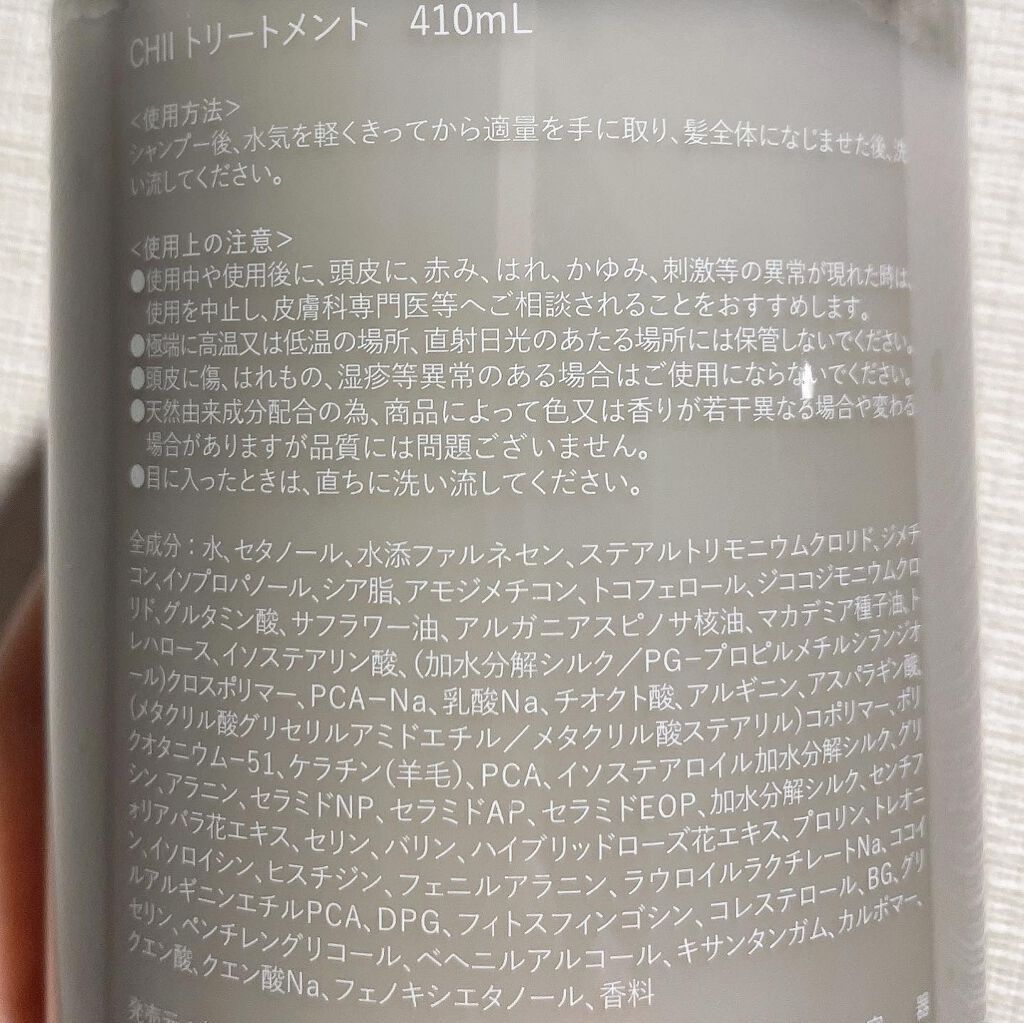 CHII トリートメント　410mL
<使用方法>
シャンプー後、水気を軽くきってから適量を手に取り、髪全体になじませた後、洗
い流してください。
<使用上の注意>
●使用中や使用後に、頭皮に、赤み、はれ、かゆみ、刺激等の異常が現れた時は、
使用を中止し、皮膚科専門医等へご相談されることをおすすめします。
●極端に高温又は低温の場所、直射日光のあたる場所には保管しないでください。
●頭皮に傷、はれもの、湿疹等異常のある場合はご使用にならないでください。
●天然由来成分配合の為、商品によって色又は香りが若干異なる場合や変わる
場合がありますが品質には問題ございません。
●目に入ったときは、直ちに洗い流してください。
全成分：水、セタノール、水添ファルネセン、ステアルトリモニウムクロリド、ジメチ
コン、イソプロパノール、シア脂、アモジメチコン、トコフェロール、ジココジモニウムクロ
リド、グルタミン酸、サフラワー油、アルガニアスピノサ核油、マカデミア種子油、ト
レハロース、イソステアリン酸、(加水分解シルク／PG-プロピルメチルシランジオ
ール)クロスポリマー、PCA-Na、乳酸Na、チオクト酸、アルギニン、アスパラギン酸、
(メタクリル酸グリセリルアミドエチル／メタクリル酸ステアリル)コポリマー、ポリ
クオタニウム-51、ケラチン(羊毛)、PCA、イソステアロイル加水分解シルク、グリ
シン、アラニン、セラミドNP、セラミドAP、セラミドEOP、加水分解シルク、センチフ
ォリアバラ花エキス、セリン、バリン、ハイブリッドローズ花エキス、プロリン、トレオニ
ン、イソロイシン、ヒスチジン、フェニルアラニン、ラウロイルラクチレートNa、ココイ
ルアルギニンエチルPCA、DPG、フィトスフィンゴシン、コレステロール、BG、グリ
セリン、ペンチレングリコール、ベヘニルアルコール、キサンタンガム、カルボマー、
クエン酸、クエン酸Na、フェノキシエタノール、香料
発売元
器